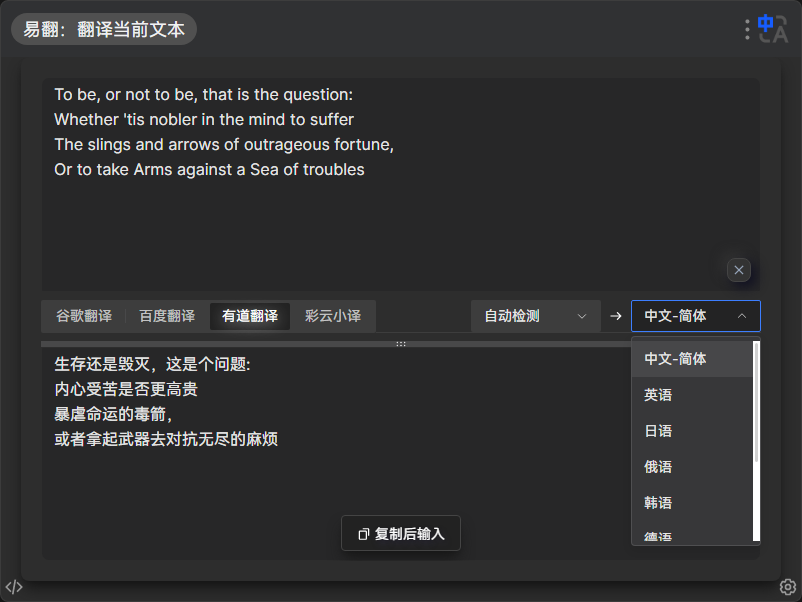 易翻：翻译当前文本
中
A
To be, or not to be, that is the question:
Whether 'tis nobler in the mind to suffer
The slings and arrows of outrageous fortune,
Or to take Arms against a Sea of troubles
谷歌翻译 百度翻译 有道翻译 彩云小译 自动检测 → 中文-简体
生存还是毁灭，这是个问题:
内心受苦是否更高贵
暴虐命运的毒箭，
或者拿起武器去对抗无尽的麻烦
中文-简体
英语
日语
俄语
韩语
德语
复制后输入